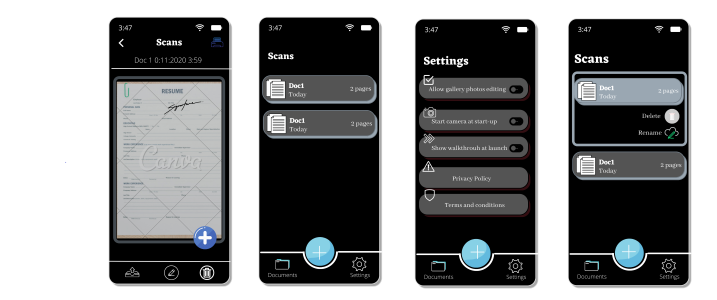 3:47
Scans
Doc 1 0:11:2020 3:59
RESUME
Canva
3:47
Scans
Doc1
Today
2 pages
Doc1
Today
2 pages
Documents
Settings
3:47
Settings
Allow gallery photos editing
Start camera at start-up
Show walkthrouh at launch
Privacy Policy
Terms and conditions
Documents
Settings
3:47
Scans
Doc1
Today
2 pages
Delete
Rename
Doc1
Today
2 pages
Documents
Settings